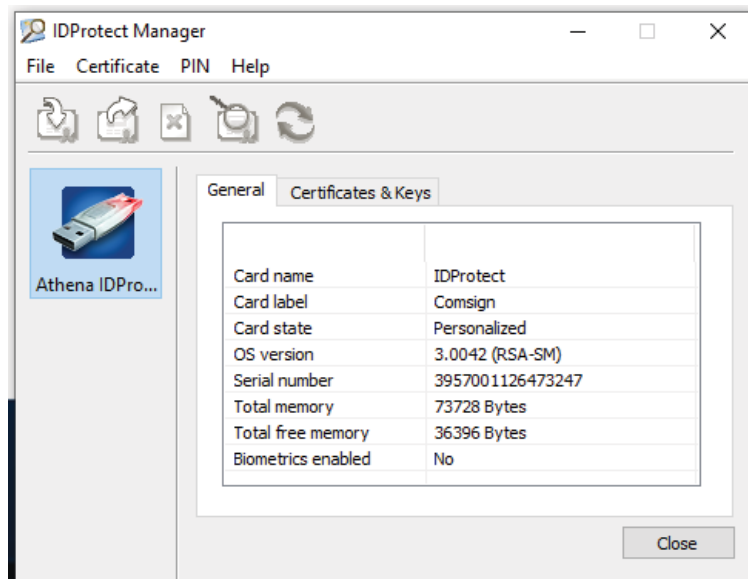 IDProtect Manager
File Certificate PIN Help
Athena IDPro...
General Certificates & Keys
Card name IDProtect
Card label Comsign
Card state Personalized
OS version 3.0042 (RSA-SM)
Serial number 3957001126473247
Total memory 73728 Bytes
Total free memory 36396 Bytes
Biometrics enabled No
Close